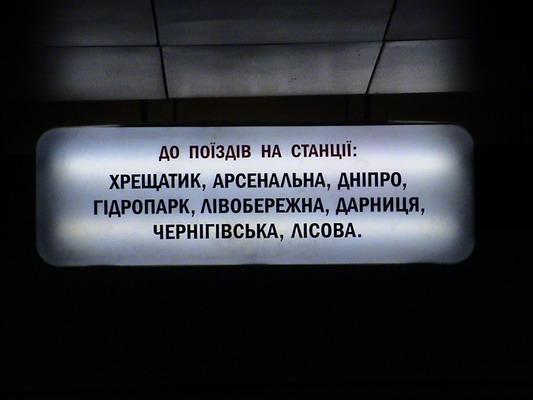 ДО ПОЇЗДІВ НА СТАНЦІЇ:
ХРЕЩАТИК, АРСЕНАЛЬНА, ДНІПРО,
ГІДРОПАРК, ЛІВОБЕРЕЖНА, ДАРНИЦЯ,
ЧЕРНІГІВСЬКА, ЛІСОВА.